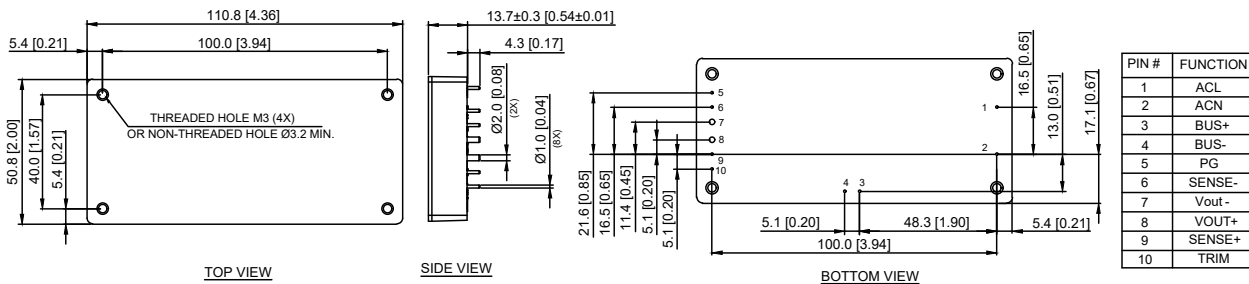 110.8 [4.36]
5.4 [0.21]
100.0 [3.94]
THREADED HOLE M3 (4X)
OR NON-THREADED HOLE Ø3.2 MIN.
50.8 [2.00]
40.0 [1.57]
5.4 [0.21]
TOP VIEW
13.7±0.3 [0.54±0.01]
4.3 [0.17]
Ø2.0 [0.08]
(2X)
Ø1.0 [0.04]
(8X)
SIDE VIEW
5
6
7
8
9
10
1
2
4 3
21.6 [0.85]
16.5 [0.65]
11.4 [0.45]
5.1 [0.20]
5.1 [0.20]
16.5 [0.65]
13.0 [0.51]
17.1 [0.67]
5.1 [0.20]
48.3 [1.90]
5.4 [0.21]
100.0 [3.94]
BOTTOM VIEW
PIN # FUNCTION
1 ACL
2 ACN
3 BUS+
4 BUS-
5 PG
6 SENSE-
7 Vout -
8 VOUT+
9 SENSE+
10 TRIM